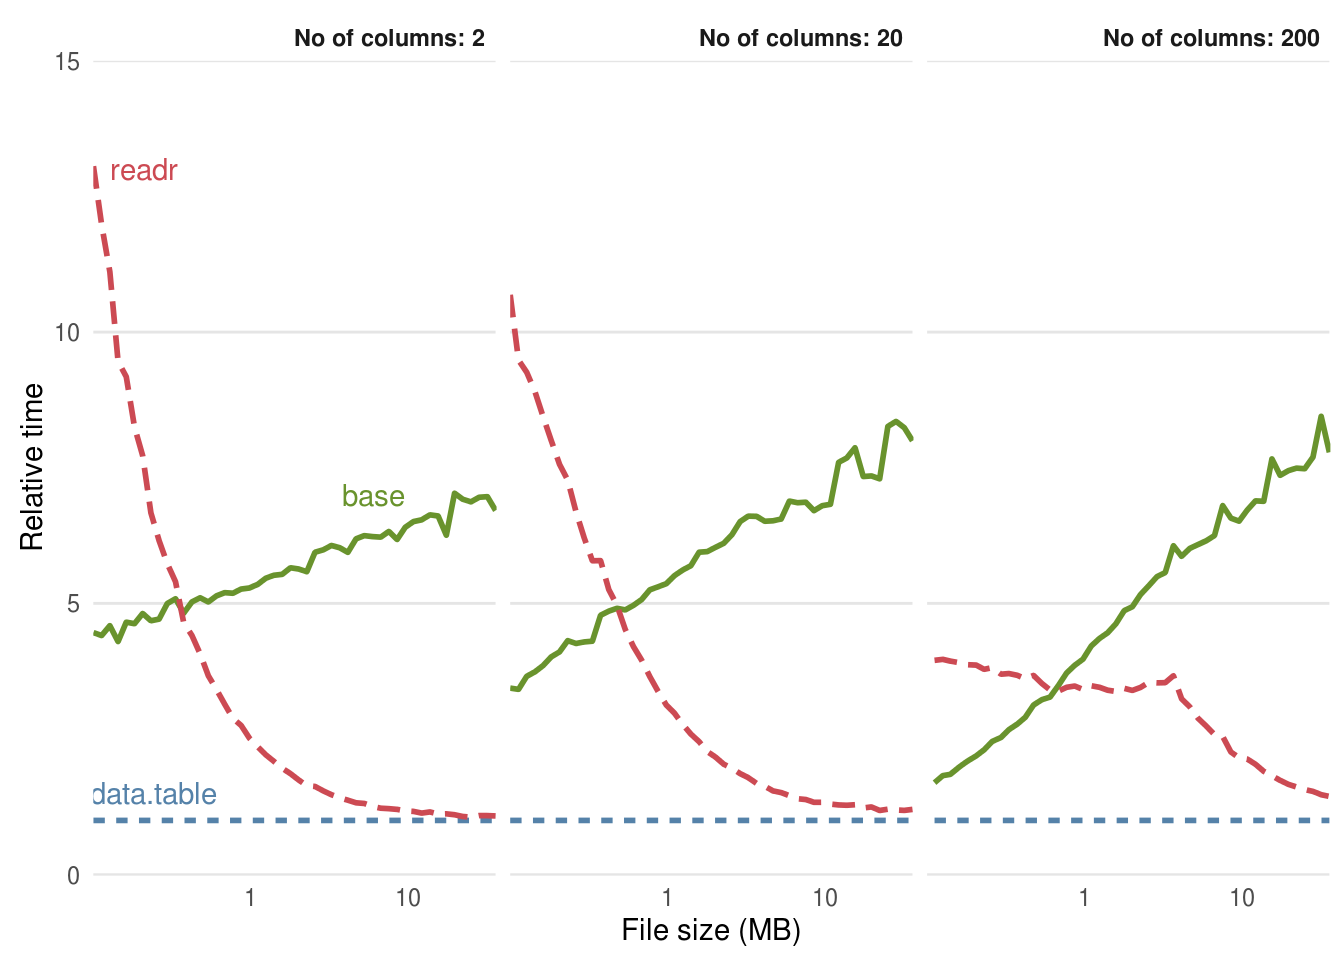 No of columns: 2
No of columns: 20
No of columns: 200
15
readr
10
Relative time
base
5
data.table
0
1
10
1
10
1
10
File size (MB)